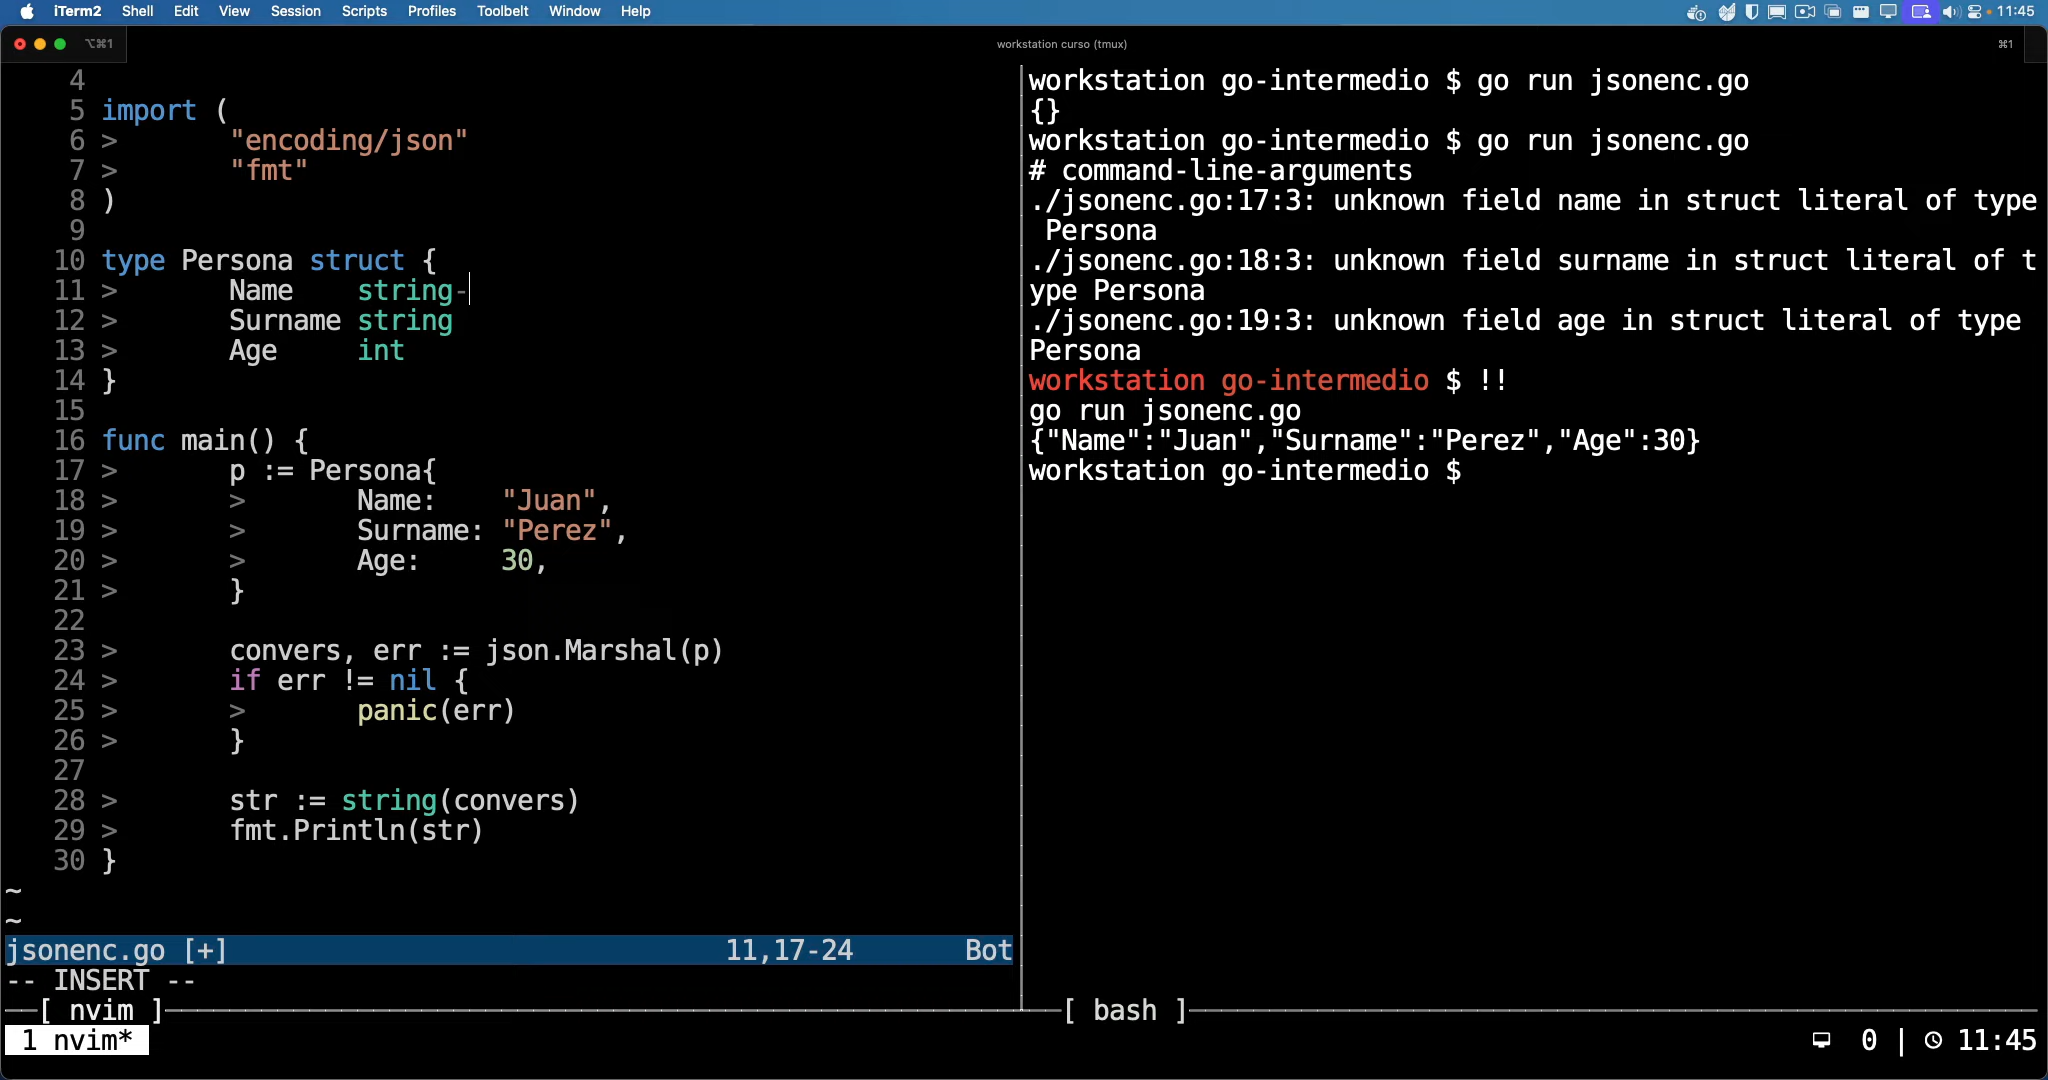 iTerm2 Shell Edit View Session Scripts Profiles Toolbelt Window Help 11:45
⌥⌘1 workstation curso (tmux) ⌘1
4
5 import (
6 > "encoding/json"
7 > "fmt"
8 )
9
10 type Persona struct {
11 > Name string-
12 > Surname string
13 > Age int
14 }
15
16 func main() {
17 > p := Persona{
18 > > Name: "Juan",
19 > > Surname: "Perez",
20 > > Age: 30,
21 > }
22
23 > convers, err := json.Marshal(p)
24 > if err != nil {
25 > > panic(err)
26 > }
27
28 > str := string(convers)
29 > fmt.Println(str)
30 }
~
~
jsonenc.go [+] 11,17-24 Bot
-- INSERT --
[ nvim ]
workstation go-intermedio $ go run jsonenc.go
{}
workstation go-intermedio $ go run jsonenc.go
# command-line-arguments
./jsonenc.go:17:3: unknown field name in struct literal of type
Persona
./jsonenc.go:18:3: unknown field surname in struct literal of t
ype Persona
./jsonenc.go:19:3: unknown field age in struct literal of type
Persona
workstation go-intermedio $ !!
go run jsonenc.go
{"Name":"Juan","Surname":"Perez","Age":30}
workstation go-intermedio $
[ bash ]
1 nvim* 0 | 11:45